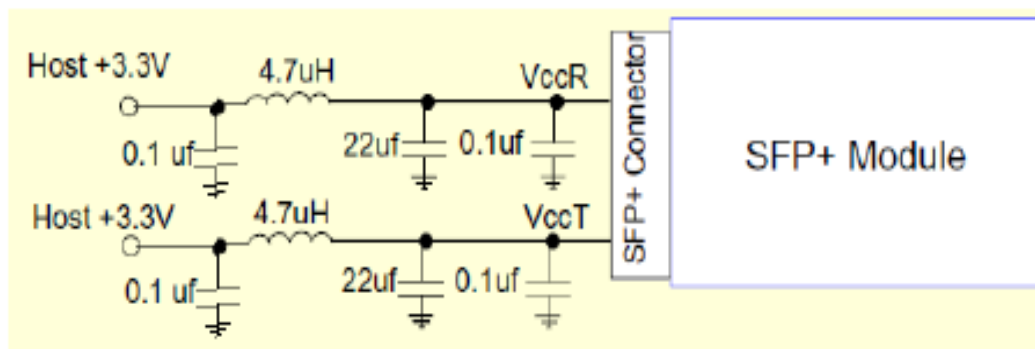 Host +3.3V
4.7uH
VccR
0.1 uf
22uf
0.1uf
SFP+ Connector
SFP+ Module
Host +3.3V
4.7uH
VccT
0.1 uf
22uf
0.1uf